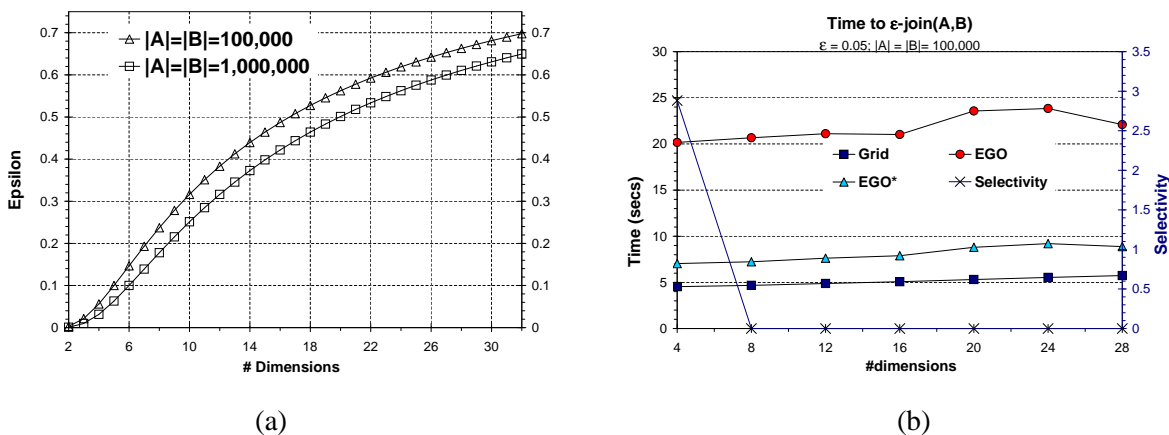 0.7
0.6
0.5
0.4
0.3
0.2
0.1
0
Epsilon
|A|=|B|=100,000
|A|=|B|=1,000,000
0.7
0.6
0.5
0.4
0.3
0.2
0.1
0
2 6 10 14 18 22 26 30
# Dimensions
(a)
Time to ε-join(A,B)
ε = 0.05; |A| = |B|= 100,000
30
25
20
15
10
5
0
Time (secs)
Grid EGO
EGO* Selectivity
3.5
3
2.5
2
1.5
1
0.5
0
Selectivity
4 8 12 16 20 24 28
#dimensions
(b)